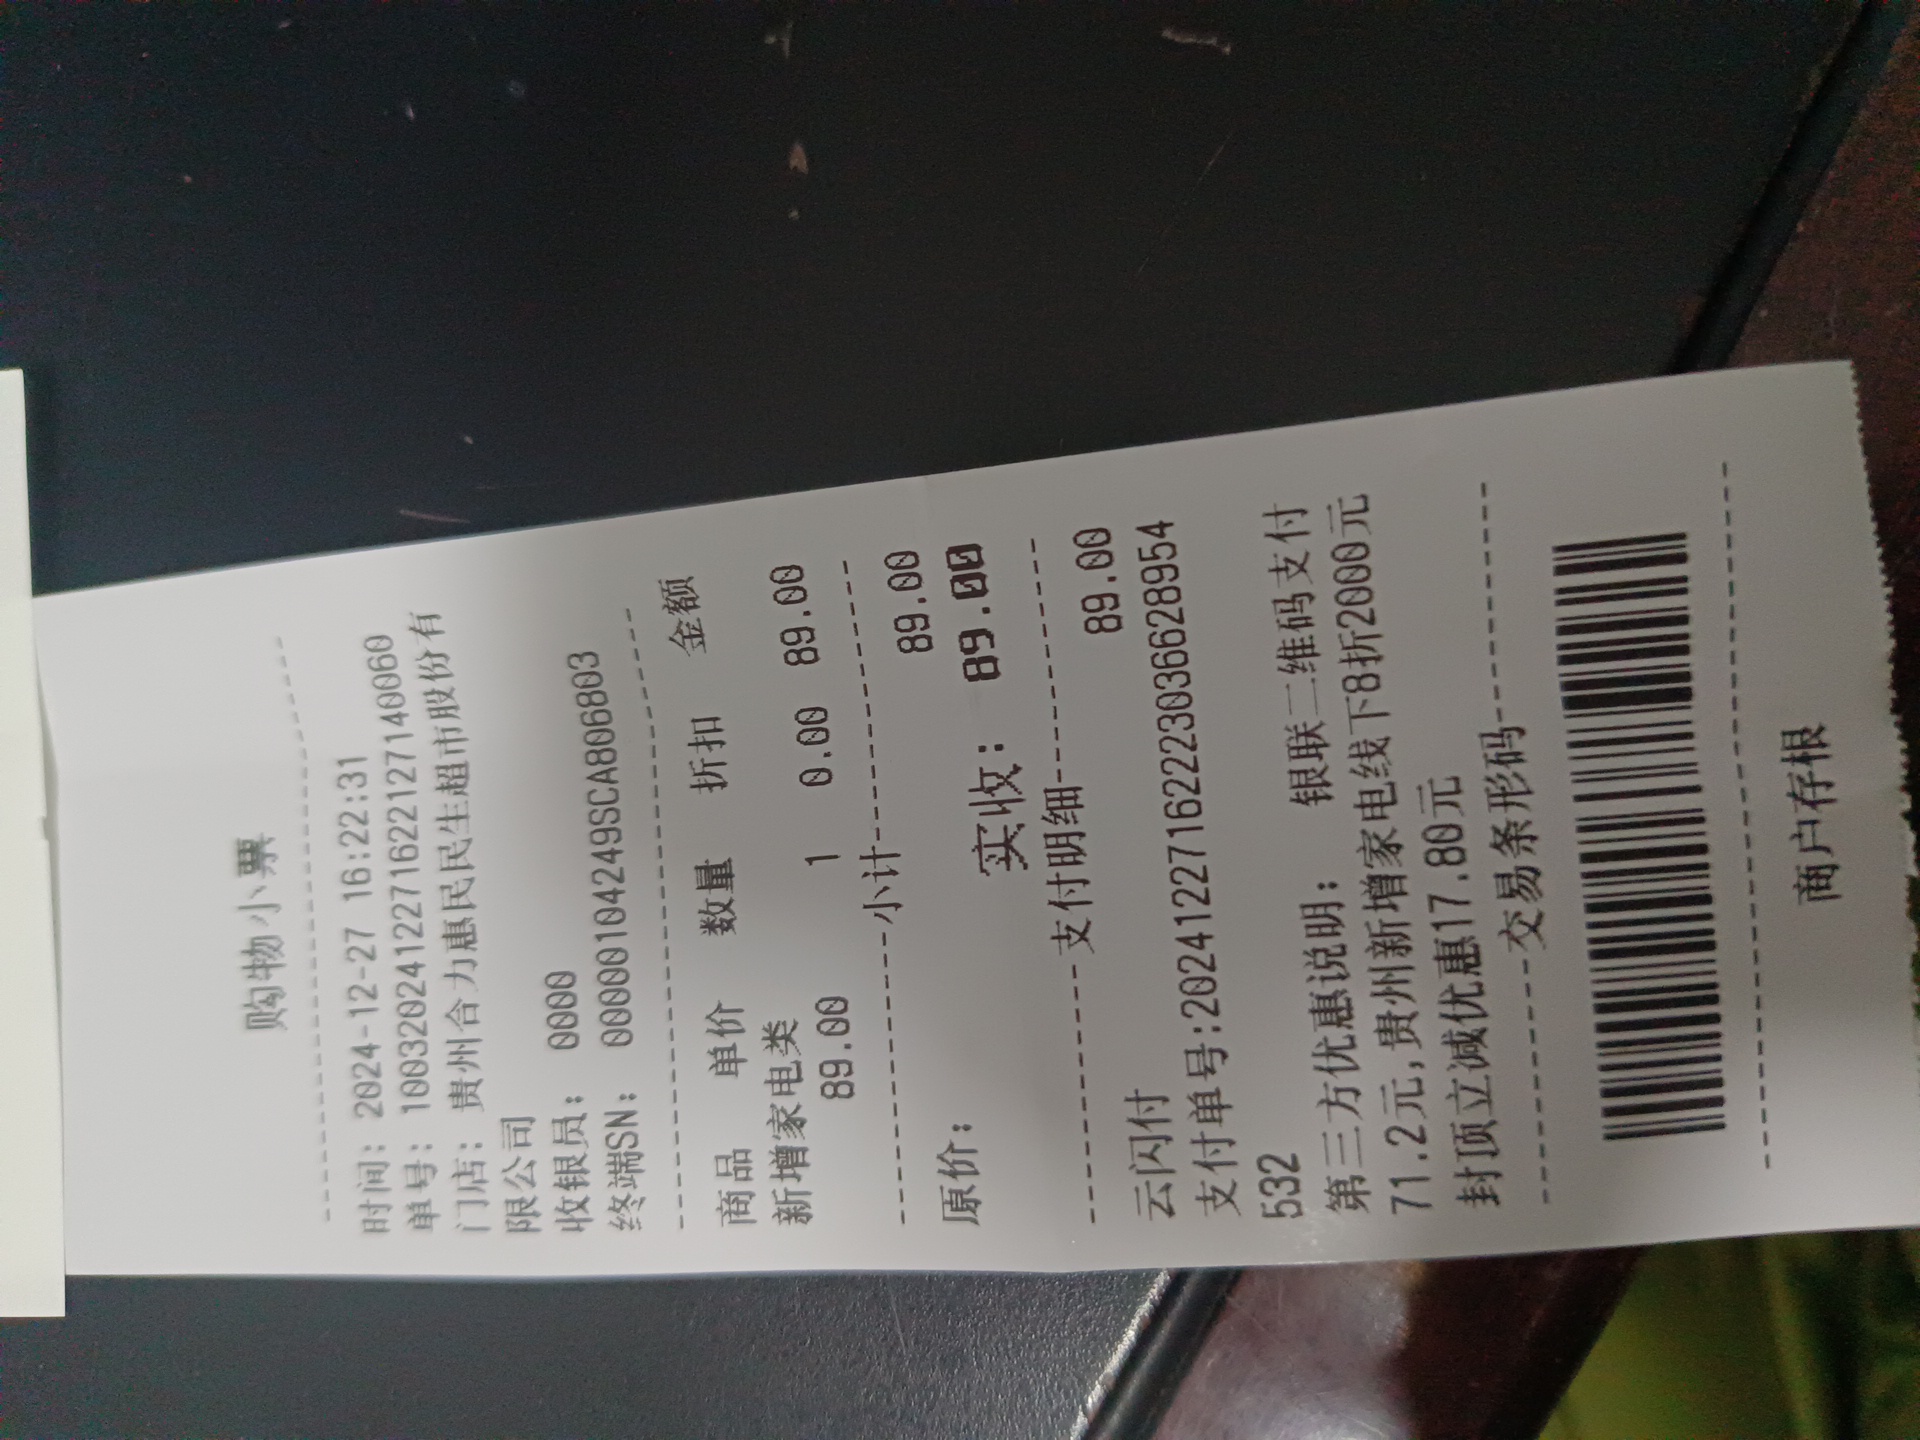 购物小票
时间: 2024-12-27 16:22:31
单号: 100320241227162212714​0060
门店: 贵州合力惠民民生超市股份有
限公司
收银员: 0000
终端SN: 00000104249SCA806803
商品 单价 数量 折扣 金额
新增家电类
89.00 1 0.00 89.00
小计
原价: 89.00
实收: 89.00
支付明细
云闪付 89.00
支付单号:20241227162223036628954
532
第三方优惠说明: 银联二维码支付
71.2元,贵州新增家电线下8折2000元
封顶立减优惠17.80元
交易条形码
商户存根